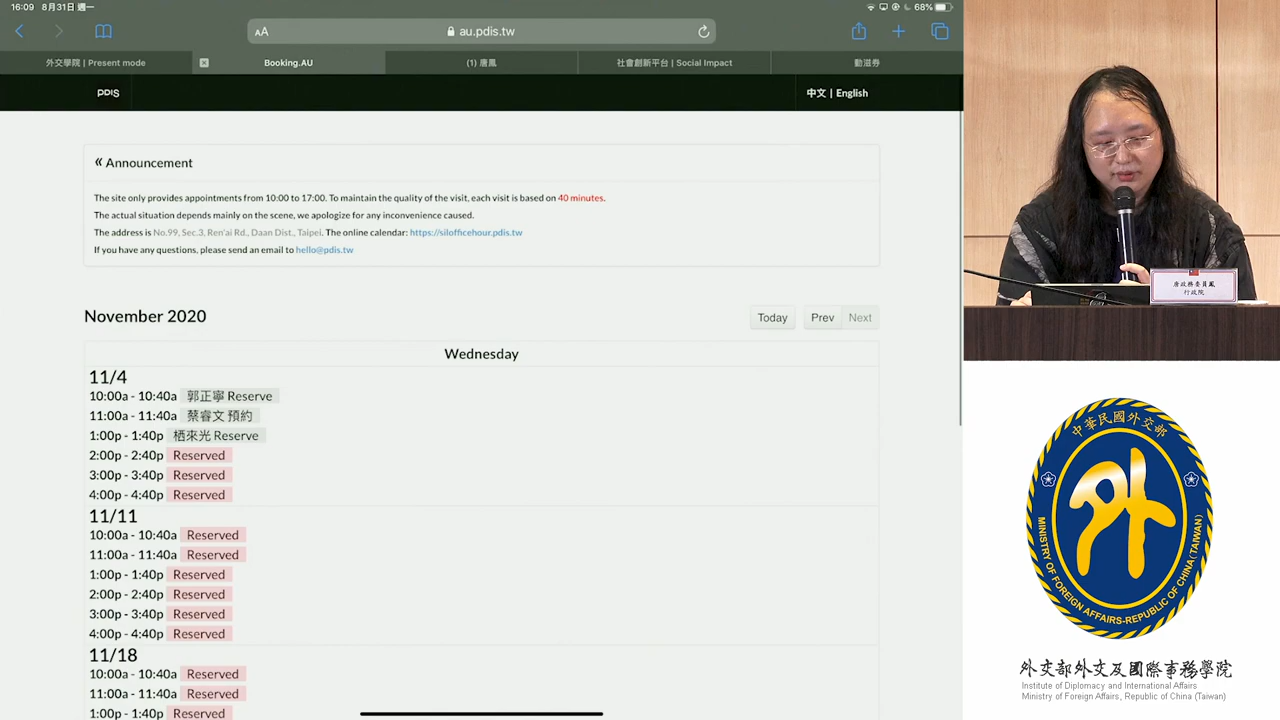 16:09 8月31日 週一
68%
AA
au.pdis.tw
外交學院 | Present mode
Booking.AU
(1) 唐鳳
社會創新平台 | Social Impact
動滋券
PDIS
中文 | English
« Announcement
The site only provides appointments from 10:00 to 17:00. To maintain the quality of the visit, each visit is based on 40 minutes.
The actual situation depends mainly on the scene, we apologize for any inconvenience caused.
The address is No.99, Sec.3, Ren'ai Rd., Daan Dist., Taipei. The online calendar: https://silofficehour.pdis.tw
If you have any questions, please send an email to hello@pdis.tw
November 2020
Today
Prev
Next
Wednesday
11/4
10:00a - 10:40a 郭正寧 Reserve
11:00a - 11:40a 蔡睿文 預約
1:00p - 1:40p 栖來光 Reserve
2:00p - 2:40p Reserved
3:00p - 3:40p Reserved
4:00p - 4:40p Reserved
11/11
10:00a - 10:40a Reserved
11:00a - 11:40a Reserved
1:00p - 1:40p Reserved
2:00p - 2:40p Reserved
3:00p - 3:40p Reserved
4:00p - 4:40p Reserved
11/18
10:00a - 10:40a Reserved
11:00a - 11:40a Reserved
1:00p - 1:40p Reserved
唐政務委員鳳
行政院
中華民國外交部
外
MINISTRY OF FOREIGN AFFAIRS-REPUBLIC OF CHINA (TAIWAN)
外交部外交及國際事務學院
Institute of Diplomacy and International Affairs
Ministry of Foreign Affairs, Republic of China (Taiwan)